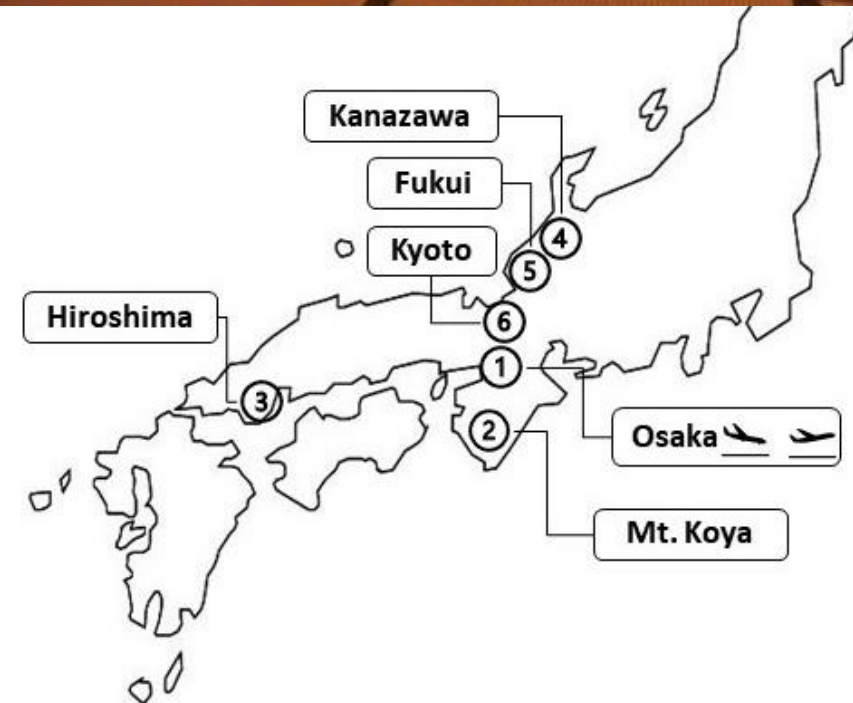 Kanazawa
Fukui
4
Kyoto
5
Hiroshima
6
1
3
2
Osaka
Mt. Koya